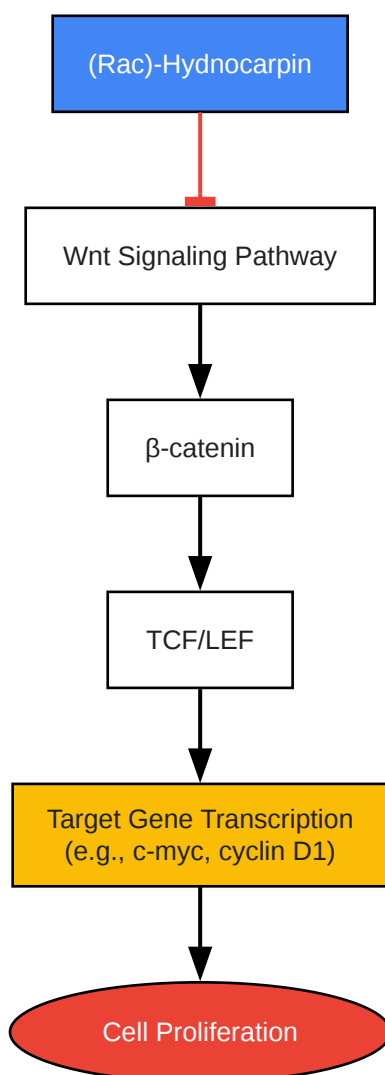 (Rac)-Hydnocarpin
Wnt Signaling Pathway
β-catenin
TCF/LEF
Target Gene Transcription
(e.g., c-myc, cyclin D1)
Cell Proliferation